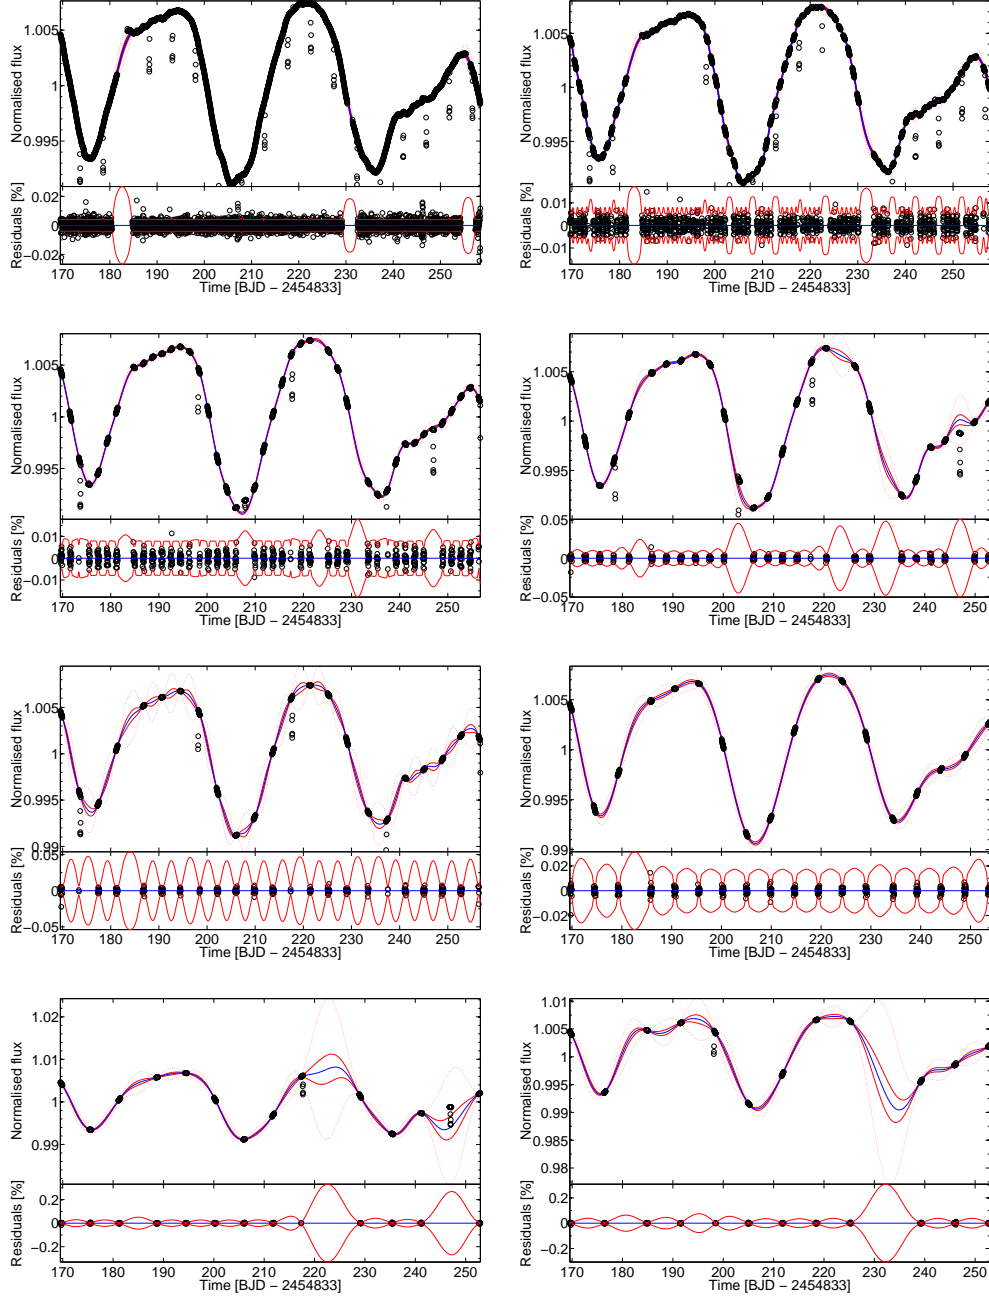 Normalised flux
1.005
1
0.995
Residuals [%]
0.02
0
−0.02
170 180 190 200 210 220 230 240 250
Time [BJD − 2454833]
Normalised flux
1.005
1
0.995
Residuals [%]
0.01
0
−0.01
170 180 190 200 210 220 230 240 250
Time [BJD − 2454833]
Normalised flux
1.005
1
0.995
Residuals [%]
0.01
0
−0.01
170 180 190 200 210 220 230 240 250
Time [BJD − 2454833]
Normalised flux
1.005
1
0.995
Residuals [%]
0.05
0
−0.05
170 180 190 200 210 220 230 240 250
Time [BJD − 2454833]
Normalised flux
1.005
1
0.995
0.99
Residuals [%]
0.05
0
−0.05
170 180 190 200 210 220 230 240 250
Time [BJD − 2454833]
Normalised flux
1.005
1
0.995
Residuals [%]
0.02
0
−0.02
170 180 190 200 210 220 230 240 250
Time [BJD − 2454833]
Normalised flux
1.02
1.01
1
0.99
Residuals [%]
0.2
0
−0.2
170 180 190 200 210 220 230 240 250
Time [BJD − 2454833]
Normalised flux
1.01
1.005
1
0.995
0.99
0.985
0.98
Residuals [%]
0.2
0
−0.2
170 180 190 200 210 220 230 240 250
Time [BJD − 2454833]